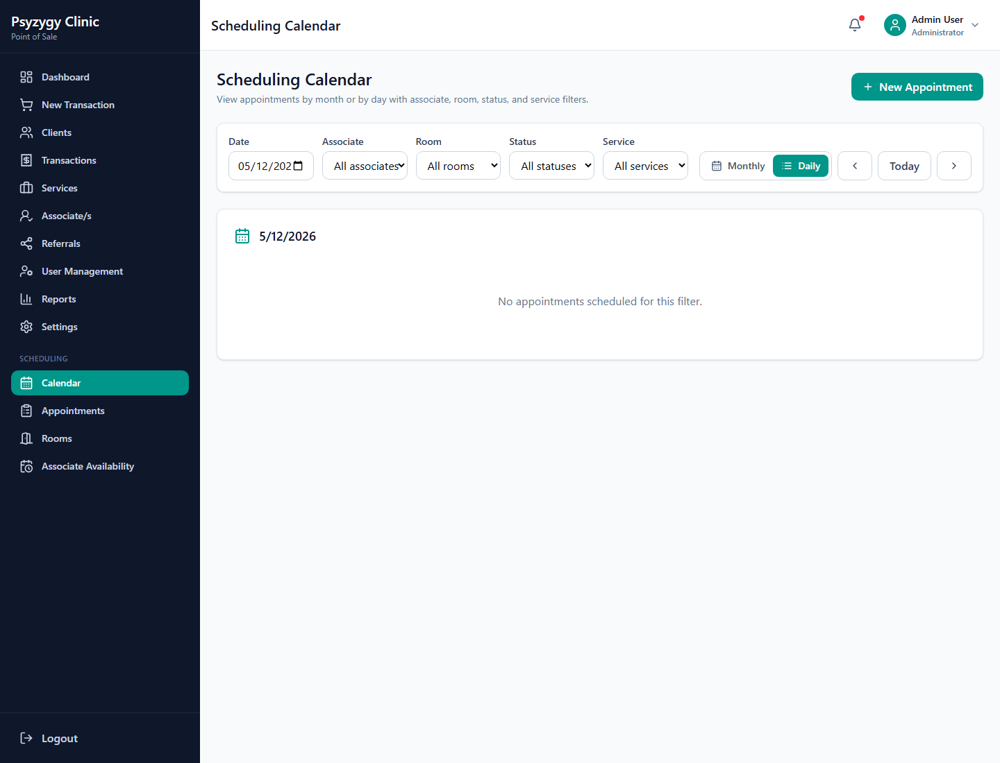 Psyzygy Clinic
Point of Sale
Dashboard
New Transaction
Clients
Transactions
Services
Associate/s
Referrals
User Management
Reports
Settings
SCHEDULING
Calendar
Appointments
Rooms
Associate Availability
Logout
Scheduling Calendar
Admin User
Administrator
Scheduling Calendar
View appointments by month or by day with associate, room, status, and service filters.
New Appointment
Date Associate Room Status Service
05/12/202 All associates All rooms All statuses All services Monthly Daily Today
5/12/2026
No appointments scheduled for this filter.